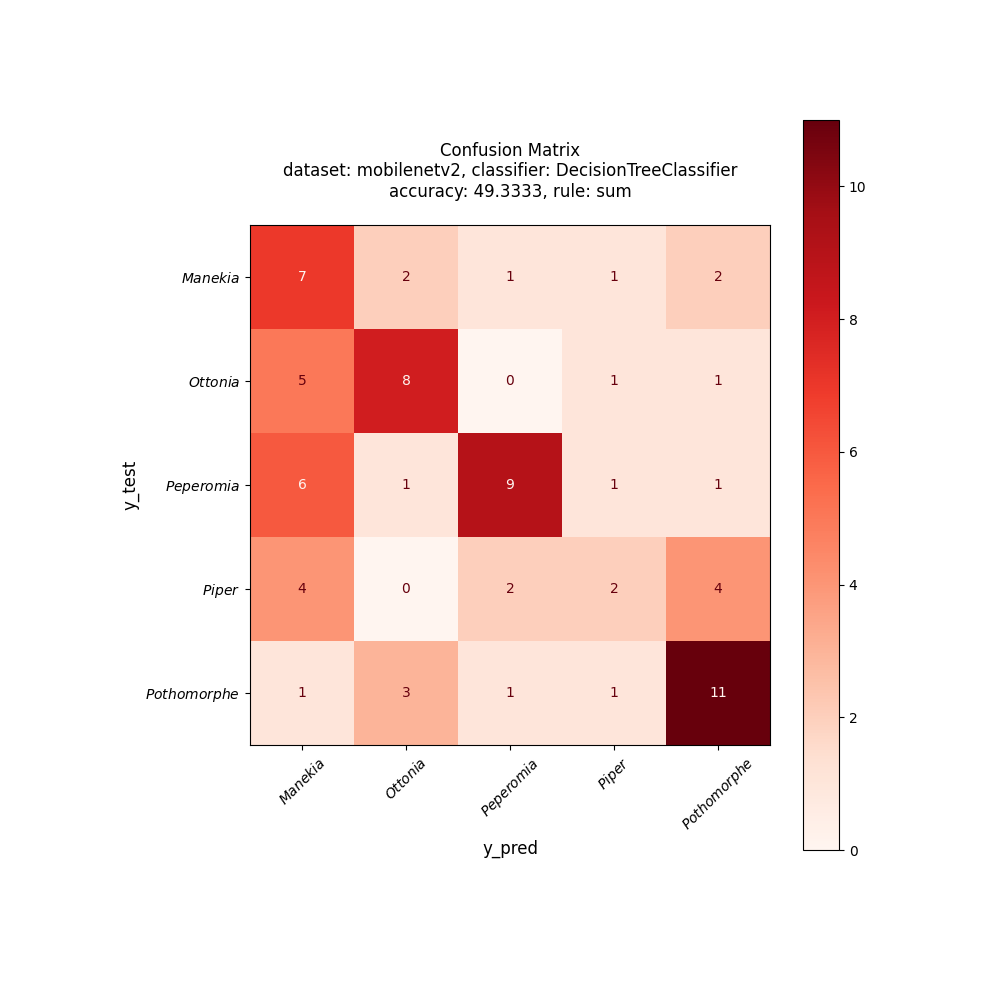 Confusion Matrix
dataset: mobilenetv2, classifier: DecisionTreeClassifier
accuracy: 49.3333, rule: sum
Manekia 7 2 1 1 2
Ottonia 5 8 0 1 1
Peperomia 6 1 9 1 1
Piper 4 0 2 2 4
Pothomorphe 1 3 1 1 11
y_test
Manekia Ottonia Peperomia Piper Pothomorphe
y_pred
10
8
6
4
2
0